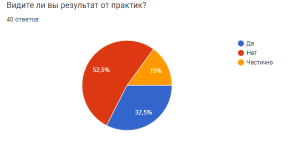 Видите ли вы результат от практик?
40 ответов
Да
Нет
Частично
52,5%
15%
32,5%